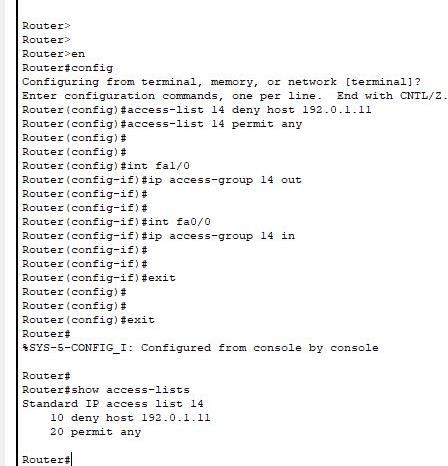 Router>
Router>
Router>en
Router#config
Configuring from terminal, memory, or network [terminal]?
Enter configuration commands, one per line.  End with CNTL/Z.
Router(config)#access-list 14 deny host 192.0.1.11
Router(config)#access-list 14 permit any
Router(config)#
Router(config)#
Router(config)#int fa1/0
Router(config-if)#ip access-group 14 out
Router(config-if)#
Router(config-if)#
Router(config-if)#int fa0/0
Router(config-if)#ip access-group 14 in
Router(config-if)#
Router(config-if)#
Router(config-if)#exit
Router(config)#
Router(config)#
Router(config)#exit
Router#
%SYS-5-CONFIG_I: Configured from console by console
Router#
Router#show access-lists
Standard IP access list 14
    10 deny host 192.0.1.11
    20 permit any
Router#